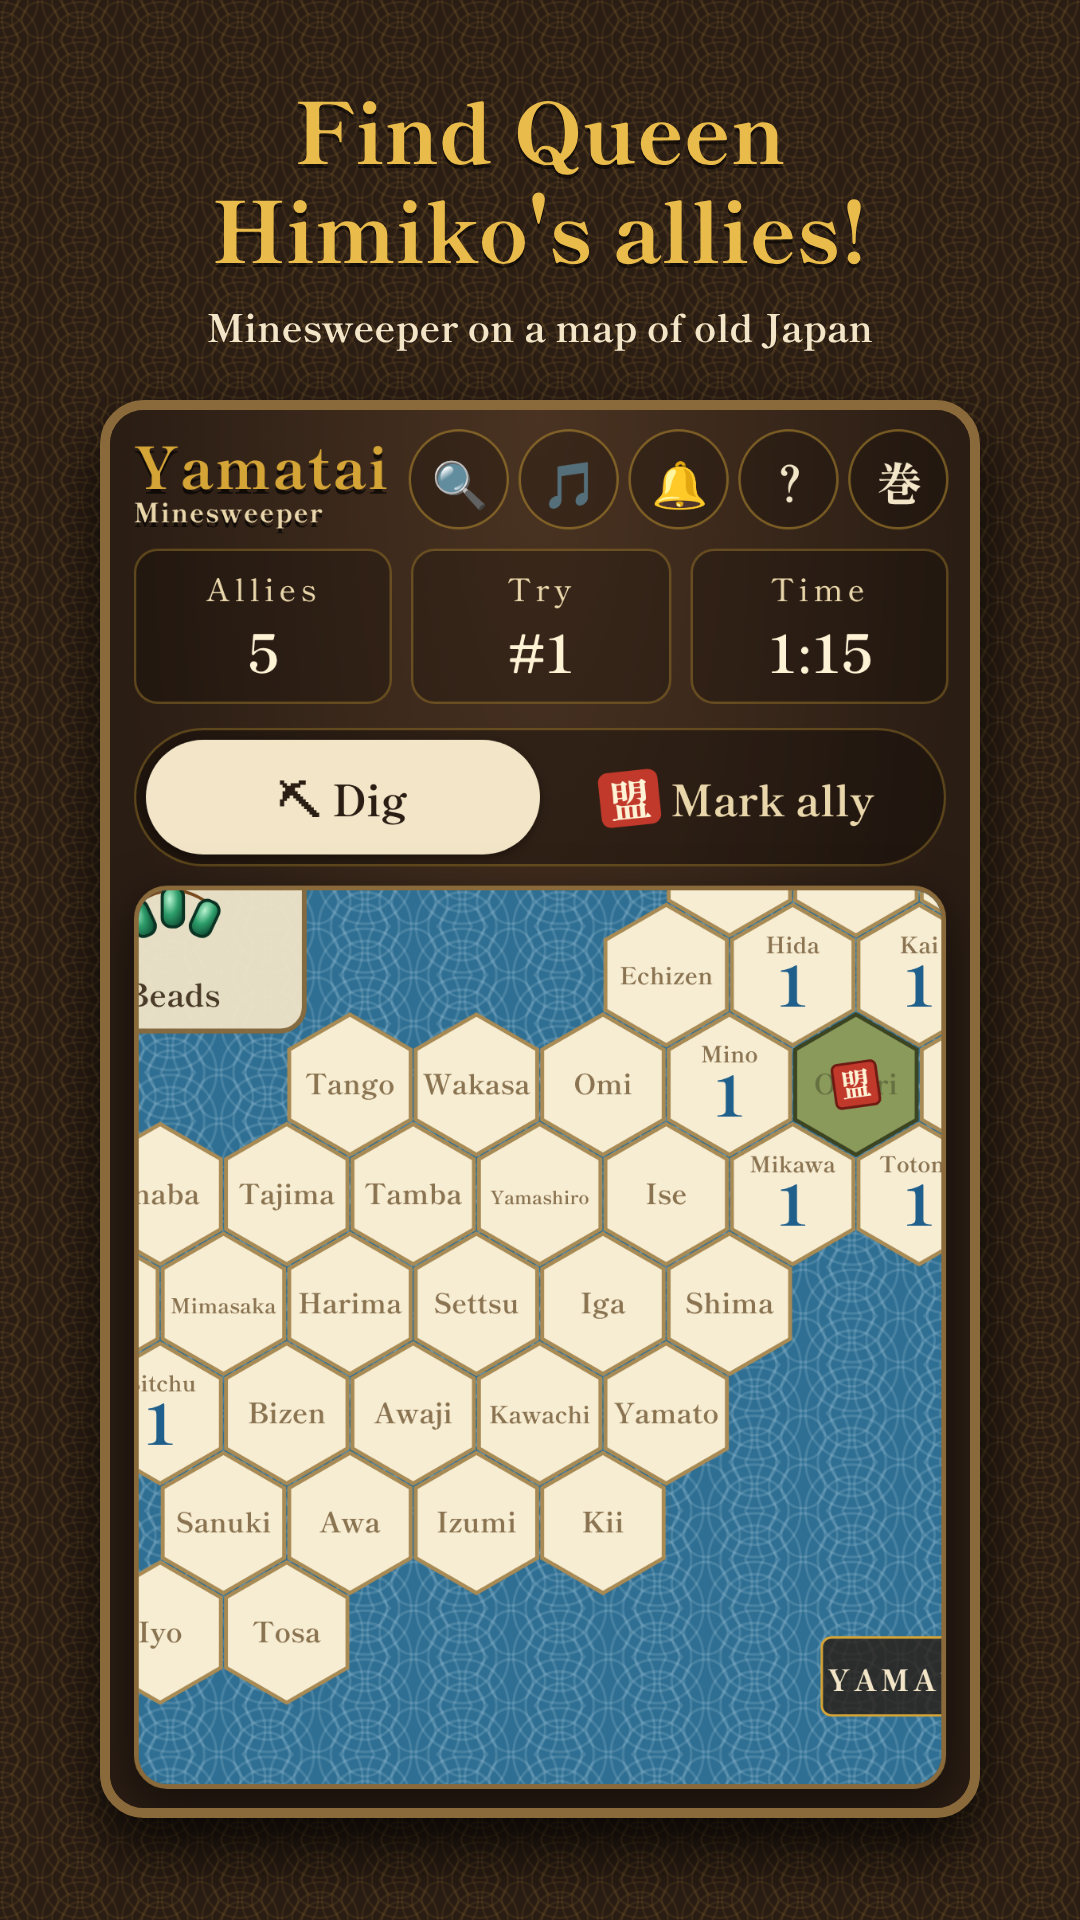 Find Queen
Himiko's allies!
Minesweeper on a map of old Japan
Yamatai
Minesweeper
? 巻
Allies Try Time
5 #1 1:15
Dig 盟 Mark ally
Beads
Echizen
Hida
1
Kai
1
Tango Wakasa Omi
Mino
1
盟
Tajima Tamba Yamashiro Ise
Mikawa
1
1
Mimasaka Harima Settsu Iga Shima
1
Bizen Awaji Kawachi Yamato
Sanuki Awa Izumi Kii
Iyo Tosa
YAMA